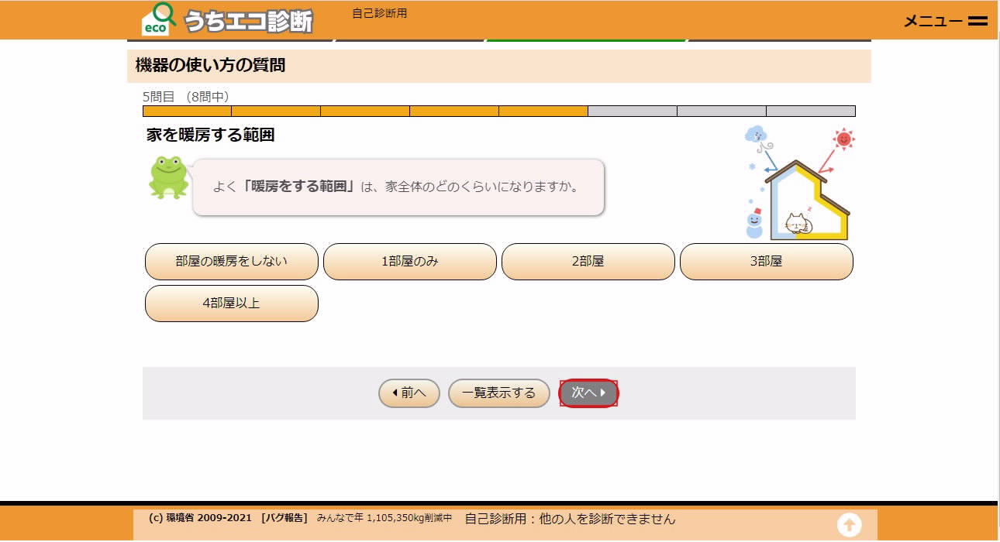 eco うちエコ診断
自己診断用
メニュー
機器の使い方の質問
5問目 （8問中）
家を暖房する範囲
よく「暖房をする範囲」は、家全体のどのくらいになりますか。
z
部屋の暖房をしない
1部屋のみ
2部屋
3部屋
4部屋以上
前へ
一覧表示する
次へ
(c) 環境省 2009-2021 [バグ報告] みんなで年 1,105,350kg削減中 自己診断用：他の人を診断できません